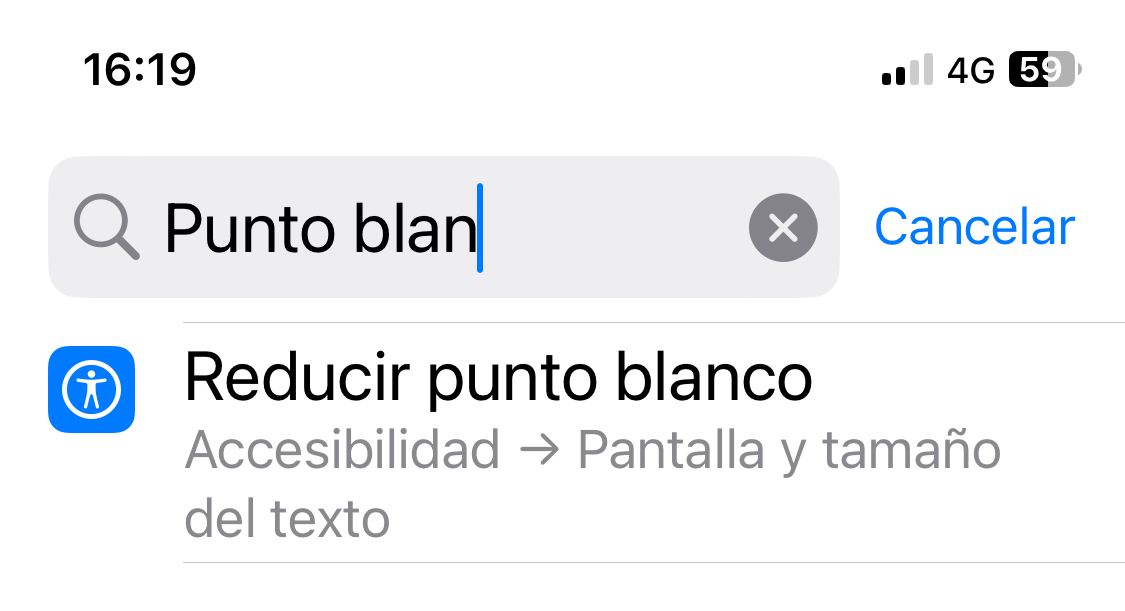 16:19 4G 59
Punto blan Cancelar
Reducir punto blanco
Accesibilidad → Pantalla y tamaño
del texto